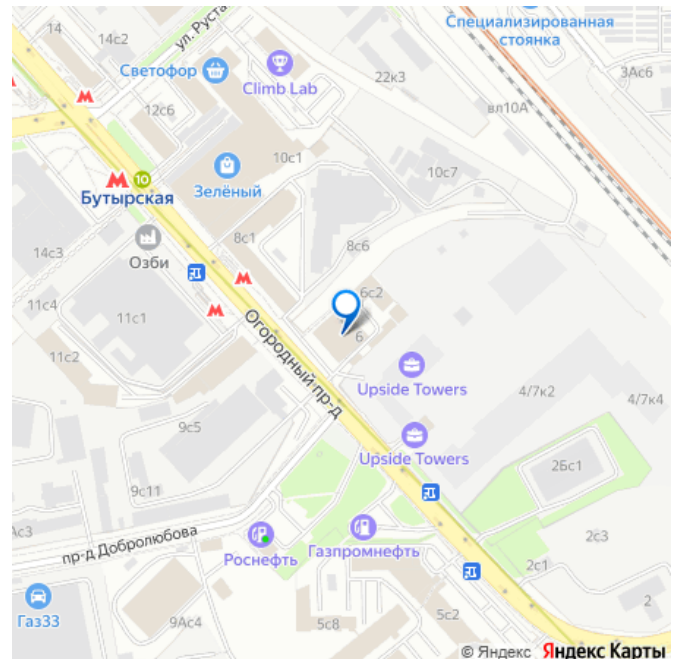 14
14с2
ул. Руста
Специализированная
стоянка
Светофор
Climb Lab
22к3
3Ас6
вл10А
12с6
10с1
10с7
Зелёный
10
Бутырская
14с3
Озби
8с1
8с6
6с2
11с4
11с1
6
Огородный пр-д
11с2
Upside Towers
4/7к2
4/7к4
9с5
Upside Towers
2Бс1
9с11
Ас3
пр-д Добролюбова
Роснефть
Газпромнефть
2с3
2с1
2
Газ33
9Ас4
5с8
5с2
© Яндекс Яндекс Карты